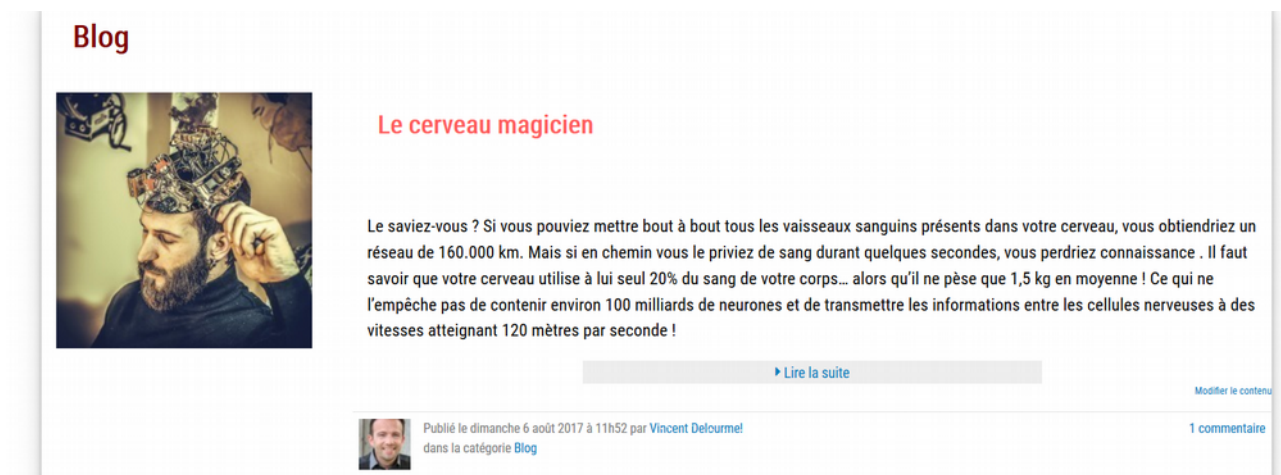 Blog
Le cerveau magicien
Le saviez-vous ? Si vous pouviez mettre bout à bout tous les vaisseaux sanguins présents dans votre cerveau, vous obtiendriez un
réseau de 160.000 km. Mais si en chemin vous le priviez de sang durant quelques secondes, vous perdriez connaissance . Il faut
savoir que votre cerveau utilise à lui seul 20% du sang de votre corps… alors qu’il ne pèse que 1,5 kg en moyenne ! Ce qui ne
l’empêche pas de contenir environ 100 milliards de neurones et de transmettre les informations entre les cellules nerveuses à des
vitesses atteignant 120 mètres par seconde !
Lire la suite
Modifier le contenu
Publié le dimanche 6 août 2017 à 11h52 par Vincent Delourme!
1 commentaire
dans la catégorie Blog